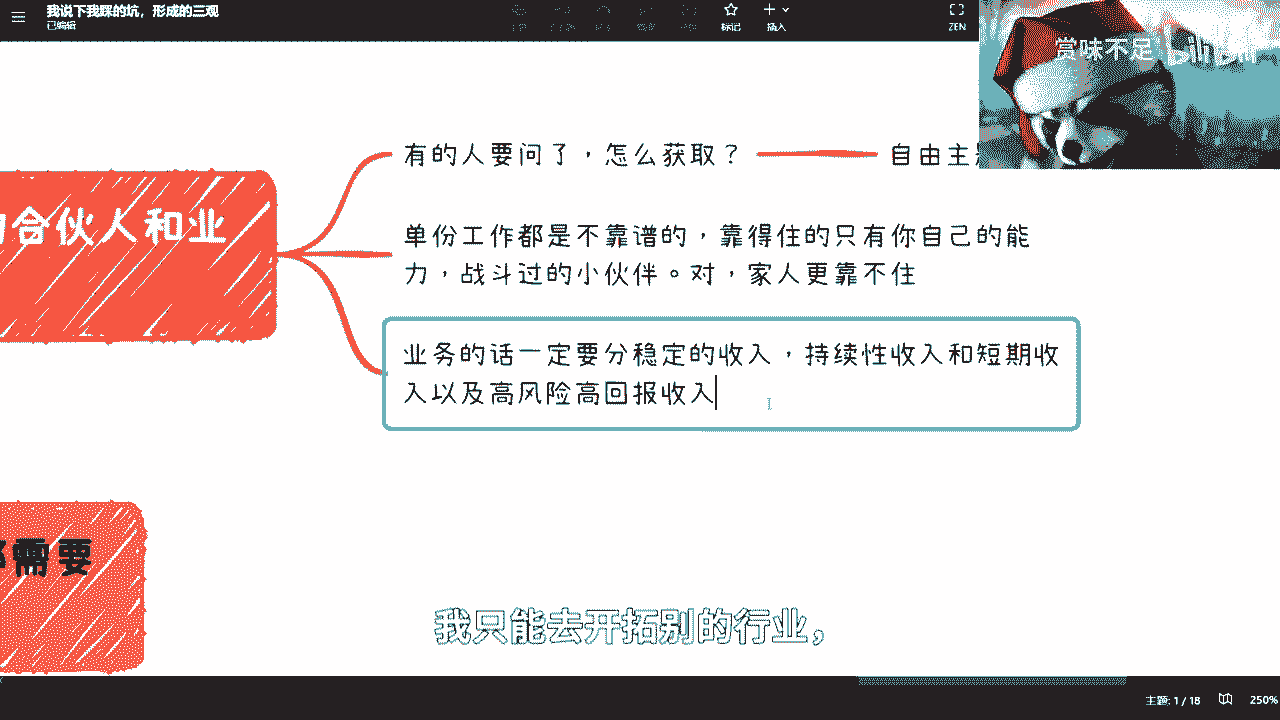 我说下我踩的坑，形成的三观
已编辑
标记
插入
ZEN
赏味不足 bilibili
有的人要问了，怎么获取？
自由主
合伙人和业
单份工作都是不靠谱的，靠得住的只有你自己的能
力，战斗过的小伙伴。对，家人更靠不住
业务的话一定要分稳定的收入，持续性收入和短期收
入以及高风险高回报收入
需要
我只能去开拓别的行业，
主题: 1 / 18
250%